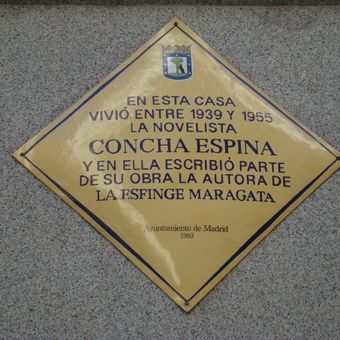 EN ESTA CASA
VIVIÓ ENTRE 1939 Y 1955
LA NOVELISTA
CONCHA ESPINA
Y EN ELLA ESCRIBIÓ PARTE
DE SU OBRA LA AUTORA DE
LA ESFINGE MARAGATA
Ayuntamiento de Madrid
1993